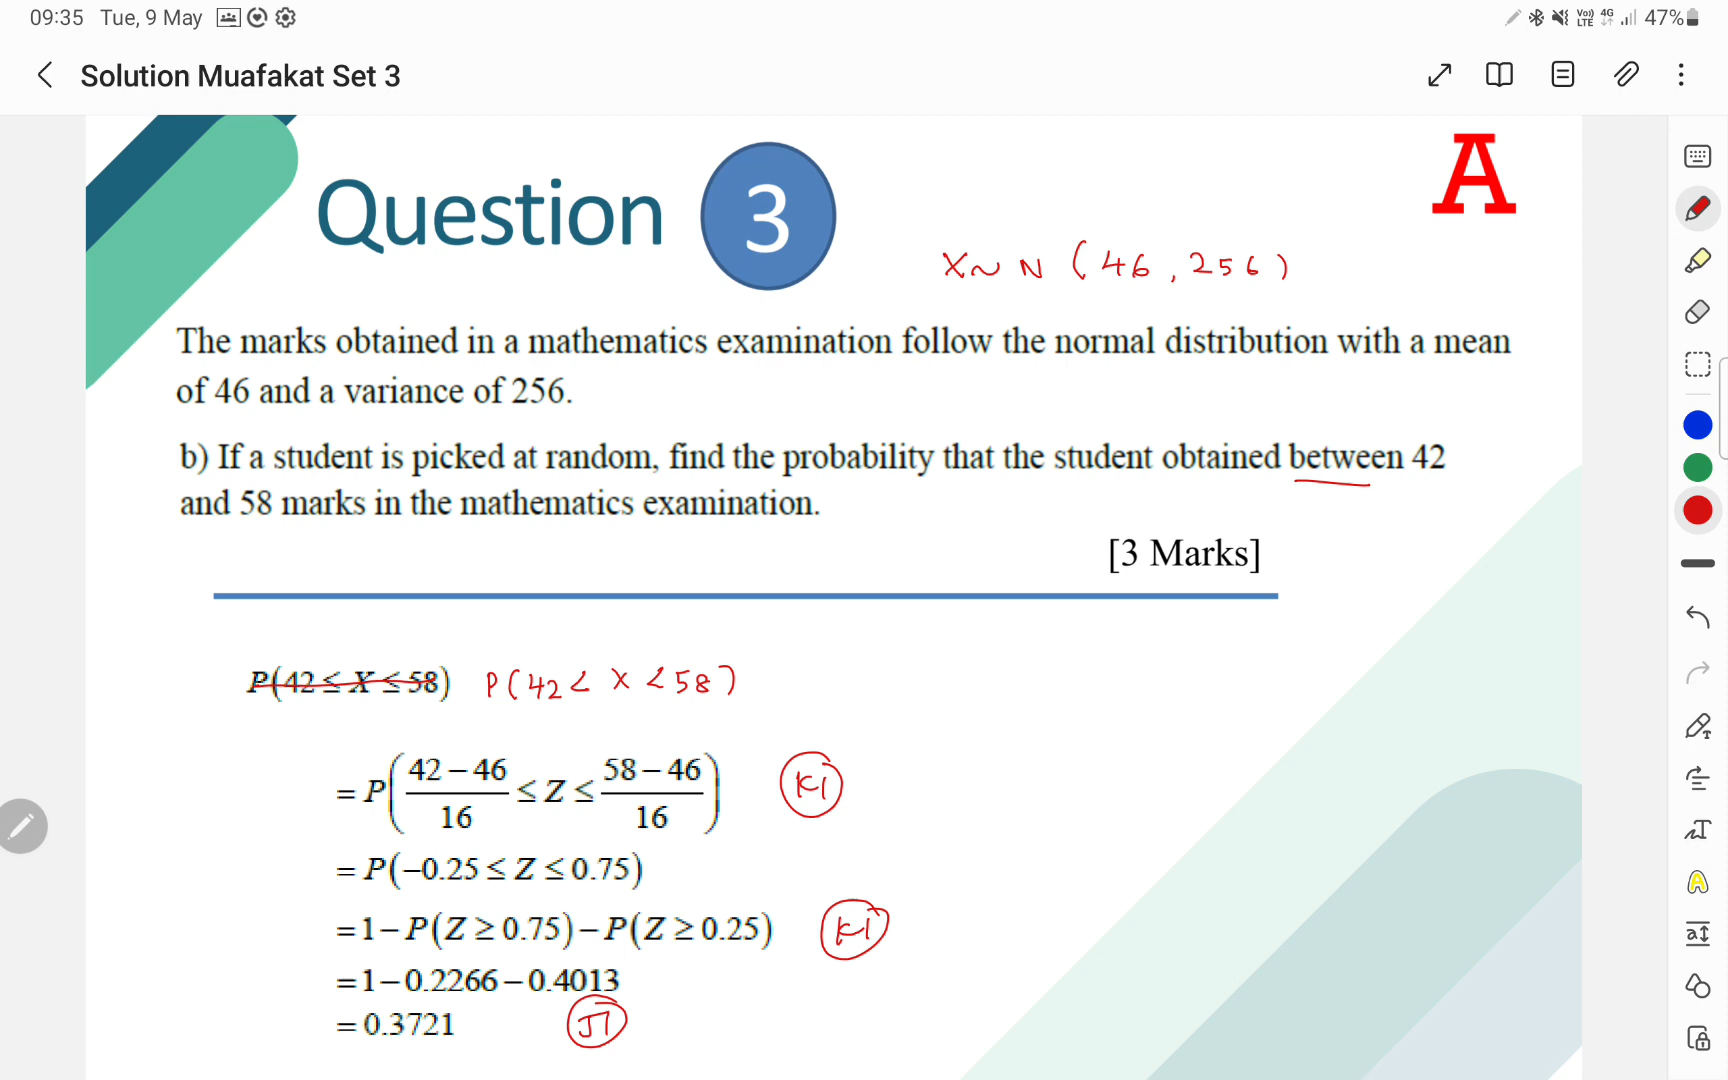 09:35 Tue, 9 May 4G 47%
Solution Muafakat Set 3
A
Question 3
X~N (46, 256)
The marks obtained in a mathematics examination follow the normal distribution with a mean
of 46 and a variance of 256.
b) If a student is picked at random, find the probability that the student obtained between 42
and 58 marks in the mathematics examination.
[3 Marks]
P(42 ≤ X ≤ 58) P(42 < X < 58)
= P((42 − 46)/16 ≤ Z ≤ (58 − 46)/16) K1
= P(−0.25 ≤ Z ≤ 0.75)
= 1 − P(Z ≥ 0.75) − P(Z ≥ 0.25) K1
= 1 − 0.2266 − 0.4013
= 0.3721 J1